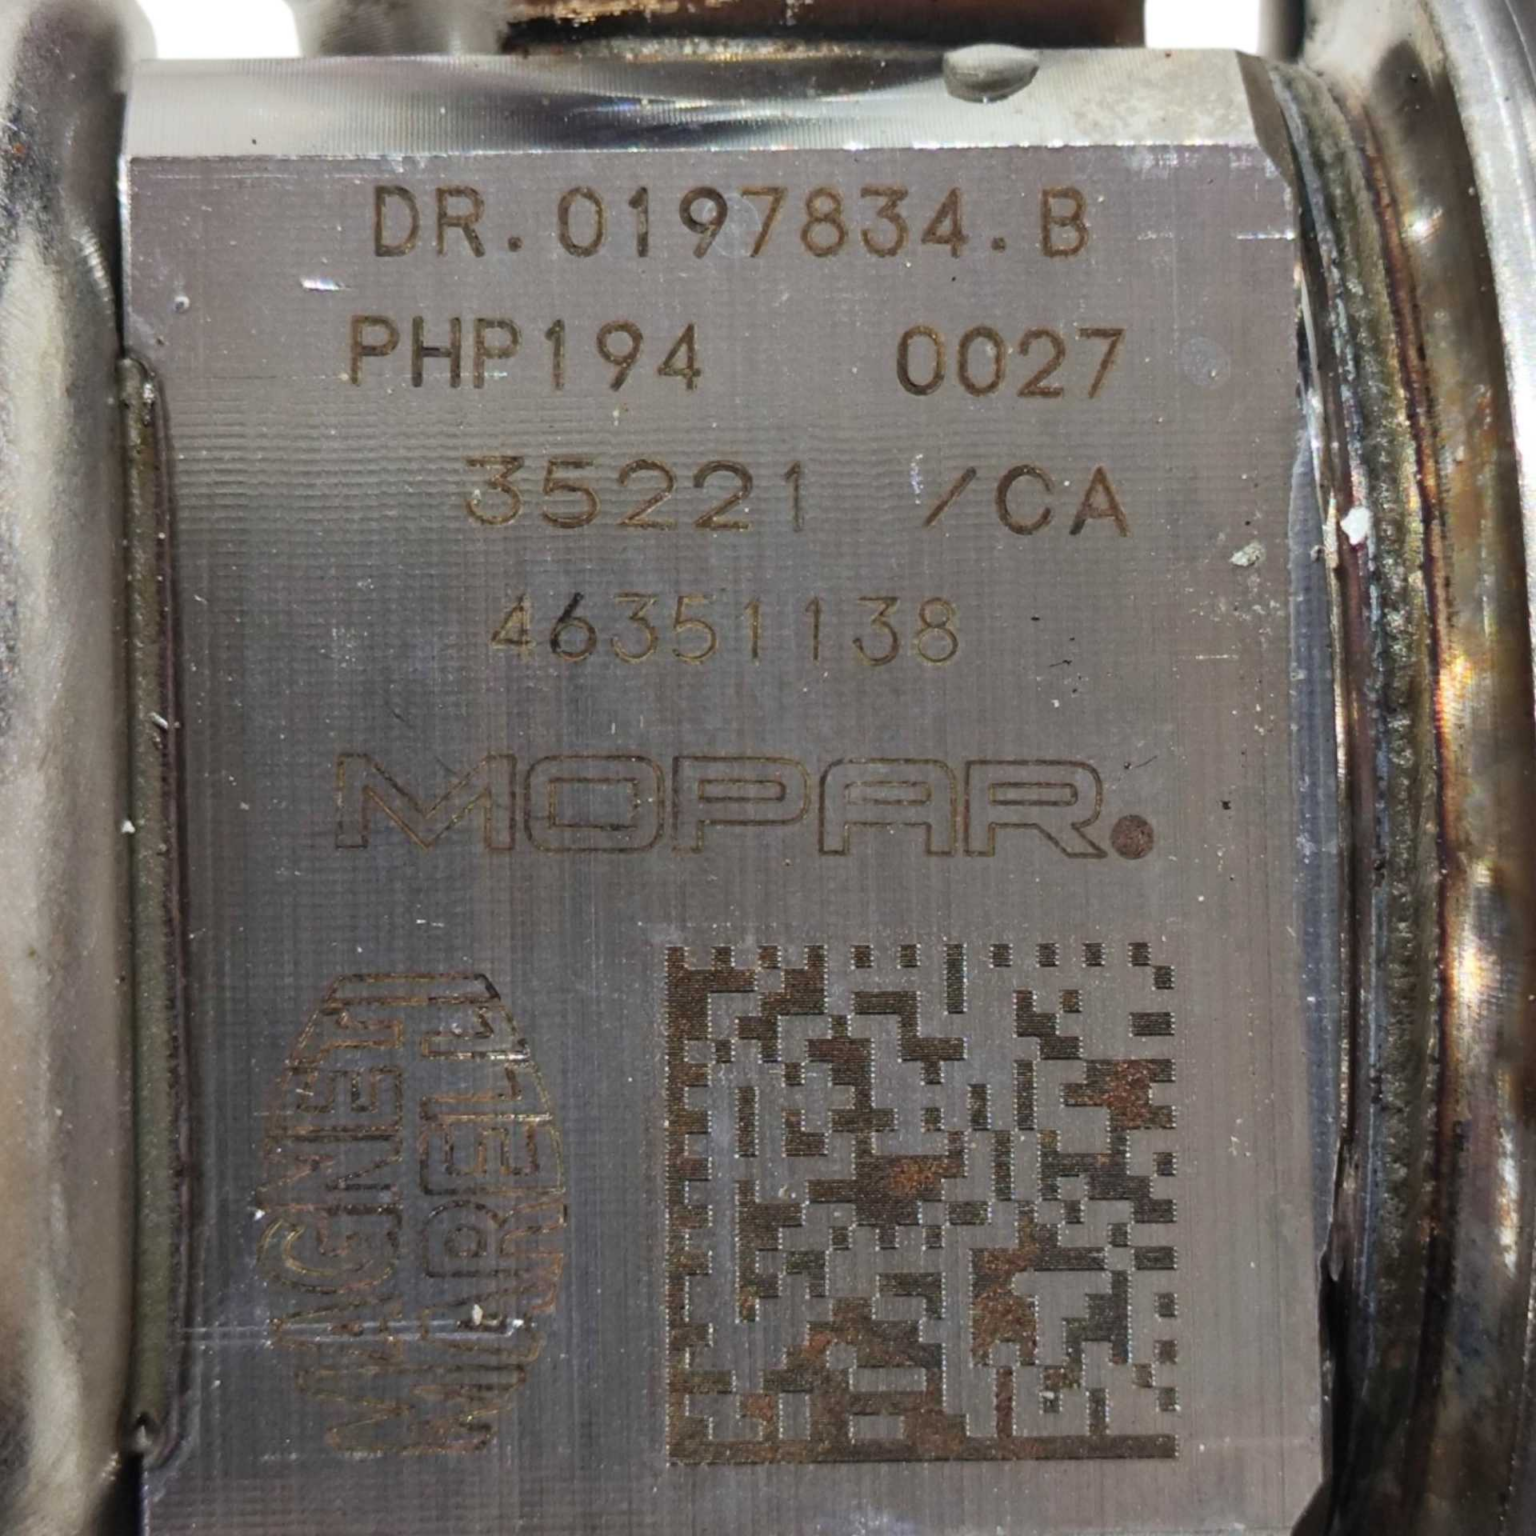 DR.0197834.B
PHP194 0027
35221 /CA
46351138
MOPAR.
MAGNETI
MARELLI